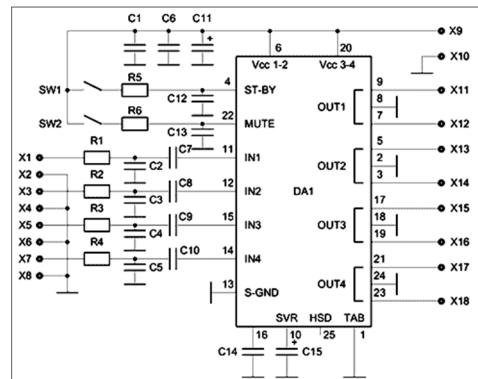 C1 C6 C11
+
X9
6 20
Vcc 1-2 Vcc 3-4
X10
SW1 R5 4 ST-BY 9 X11
C12 OUT1 8
SW2 R6 22 MUTE 7 X12
C13
R1 C7
X1 11 IN1 5 X13
X2 C2 OUT2 2
R2 C8
X3 12 IN2 DA1 3 X14
X4 C3
R3 C9 17 X15
X5 15 IN3 18
X6 C4 OUT3
R4 C10 19 X16
X7 14 IN4
X8 C5 21 X17
13 S-GND OUT4 24
23 X18
SVR HSD TAB
16 10 25 1
C14 + C15